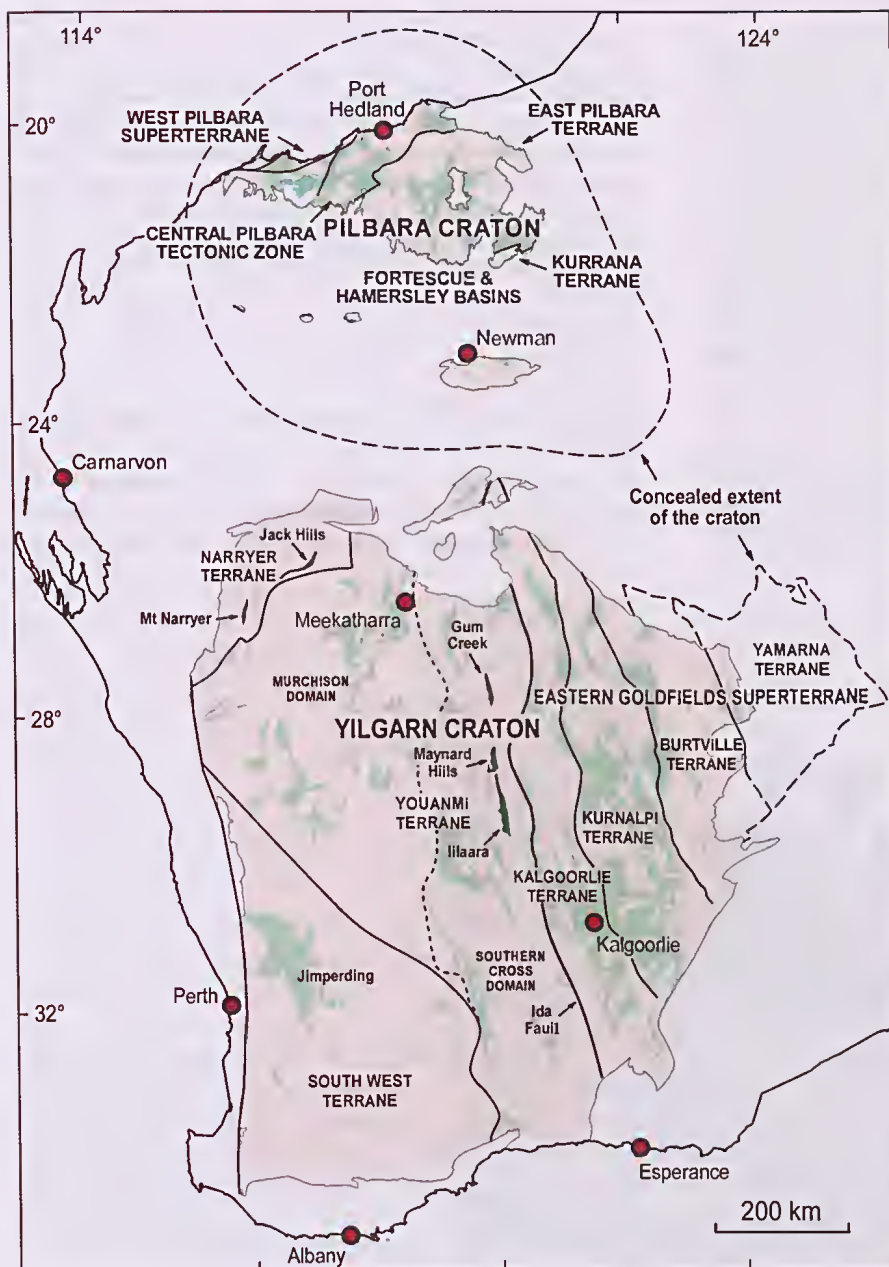 114°
124°
Port
Hedland
WEST PILBARA
SUPERTERRANE
EAST PILBARA
TERRANE
20°
CENTRAL PILBARA
TECTONIC ZONE
PILBARA CRATON
KURRANA
TERRANE
FORTESCUE &
HAMERSLEY BASINS
Newman
24°
Carnarvon
Concealed extent
of the craton
Jack Hills
NARRYER
TERRANE
Mt Narryer
Meekatharra
Gum
Creek
YAMARNA
TERRANE
MURCHISON
DOMAIN
EASTERN GOLDFIELDS SUPERTERRANE
28°
YILGARN CRATON
BURTVILLE
TERRANE
Maynard
Hills
YOUANMi
TERRANE
KURNALPI
TERRANE
Iilaara
KALGOORLIE
TERRANE
Kalgoorlie
SOUTHERN
CROSS
DOMAIN
Jimperding
Perth
32°
Ida
Fauil
SOUTH WEST
TERRANE
Esperance
200 km
Albany